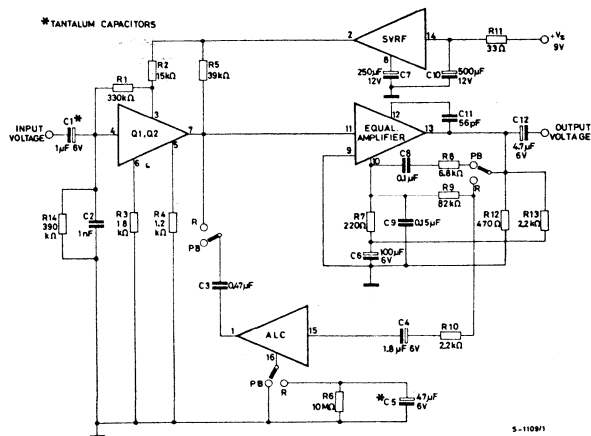 *TANTALUM CAPACITORS
R1
330kΩ
R2
15kΩ
R5
39kΩ
2
SVRF
14
8
R11
33Ω
+Vs
9V
250µF
12V
C7
C10
500µF
12V
C1*
1µF 6V
INPUT
VOLTAGE
4
3
Q1,Q2
7
6
5
11
12
EQUAL.
AMPLIFIER
13
9
10
C11
56pF
C12
4.7µF
6V
OUTPUT
VOLTAGE
C8
0.1µF
R8
6.8kΩ
PB
R
R9
82kΩ
R14
390
kΩ
C2
1nF
R3
1.8
kΩ
R4
1.2
kΩ
R
PB
R7
220Ω
C9
0.15µF
R12
470Ω
R13
2.2kΩ
C6
100µF
6V
C3
0.47µF
1
ALC
15
16
C4
1.8µF 6V
R10
2.2kΩ
PB
R
R6
10MΩ
*C5
47µF
6V
S-1109/1